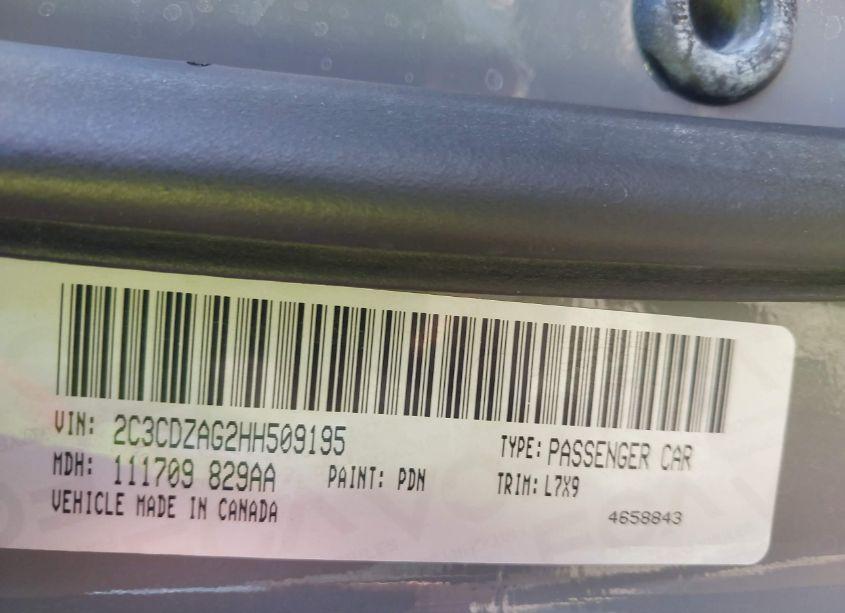 VIN: 2C3CDZAG2HH509195 TYPE: PASSENGER CAR
MDH: 111709 829AA PAINT: PDN TRIM: L7X9
VEHICLE MADE IN CANADA
4658843